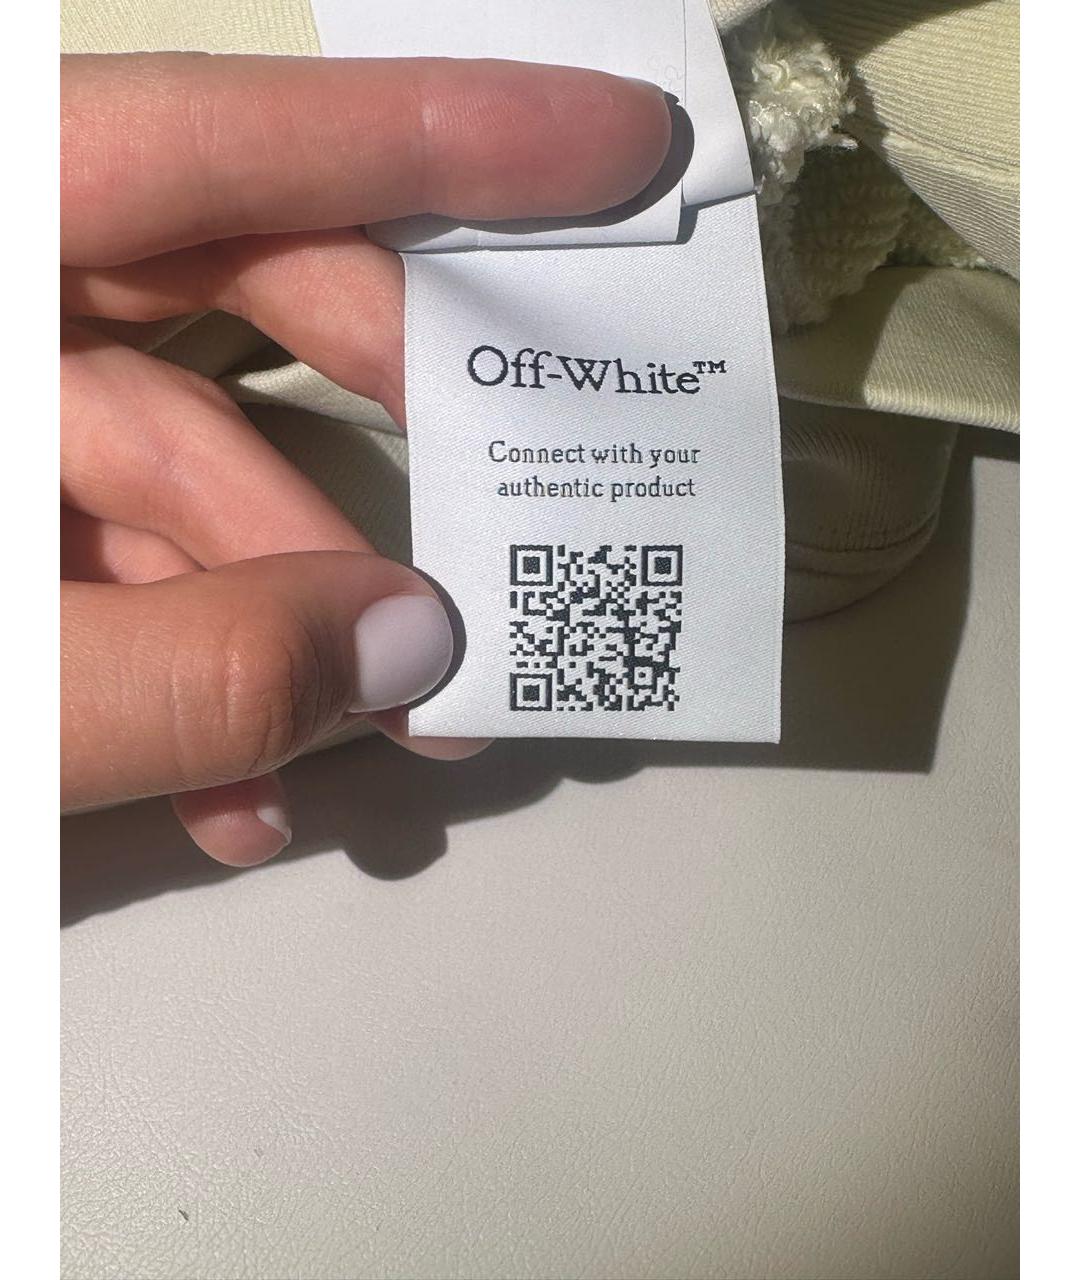 Off-White™
Connect with your
authentic product